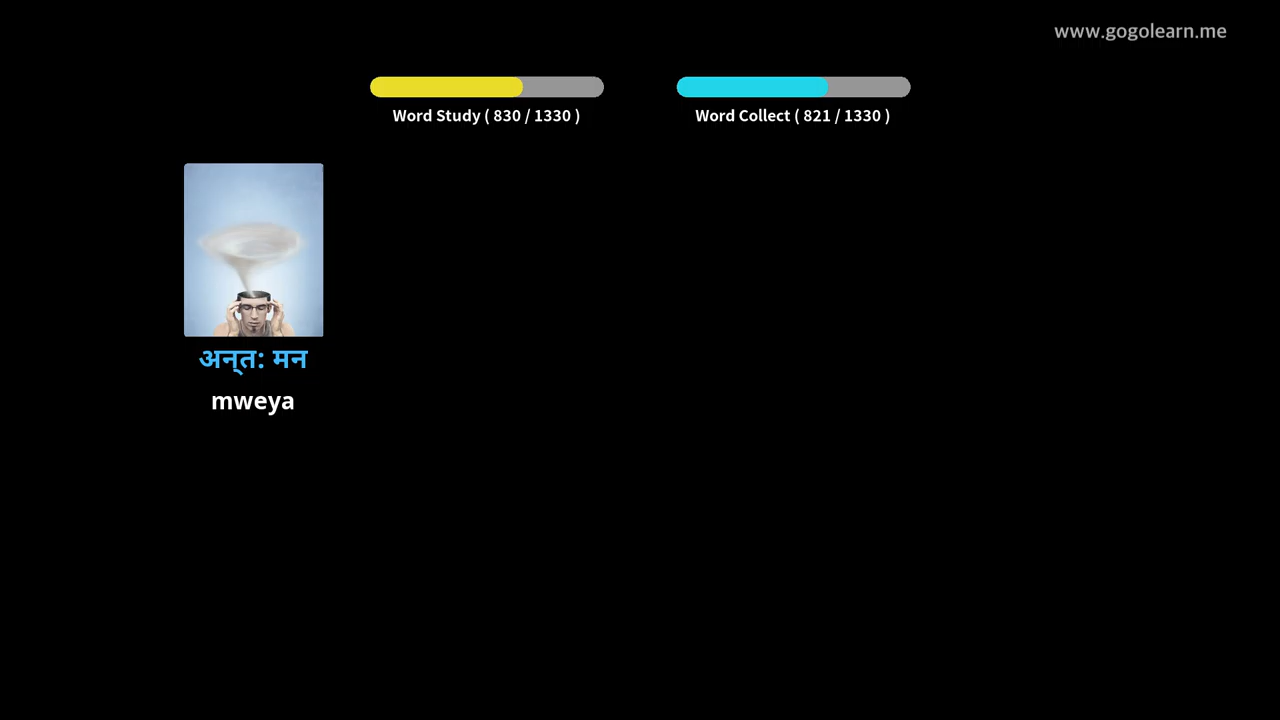 www.gogolearn.me
Word Study ( 830 / 1330 )
Word Collect ( 821 / 1330 )
अन्‌त: मन
mweya